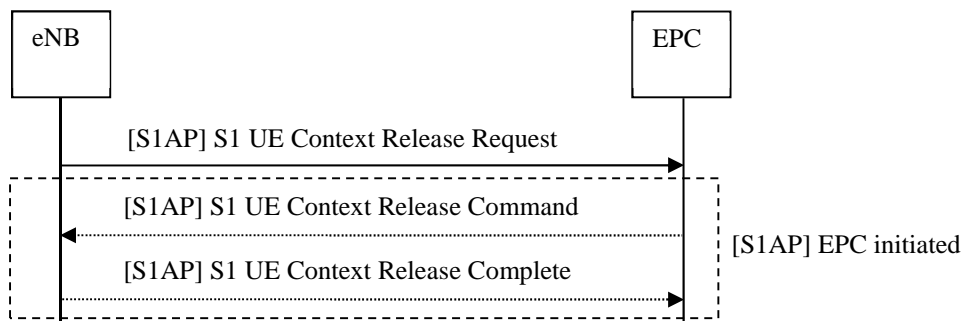 eNB
EPC
[S1AP] S1 UE Context Release Request
[S1AP] S1 UE Context Release Command
[S1AP] EPC initiated
[S1AP] S1 UE Context Release Complete